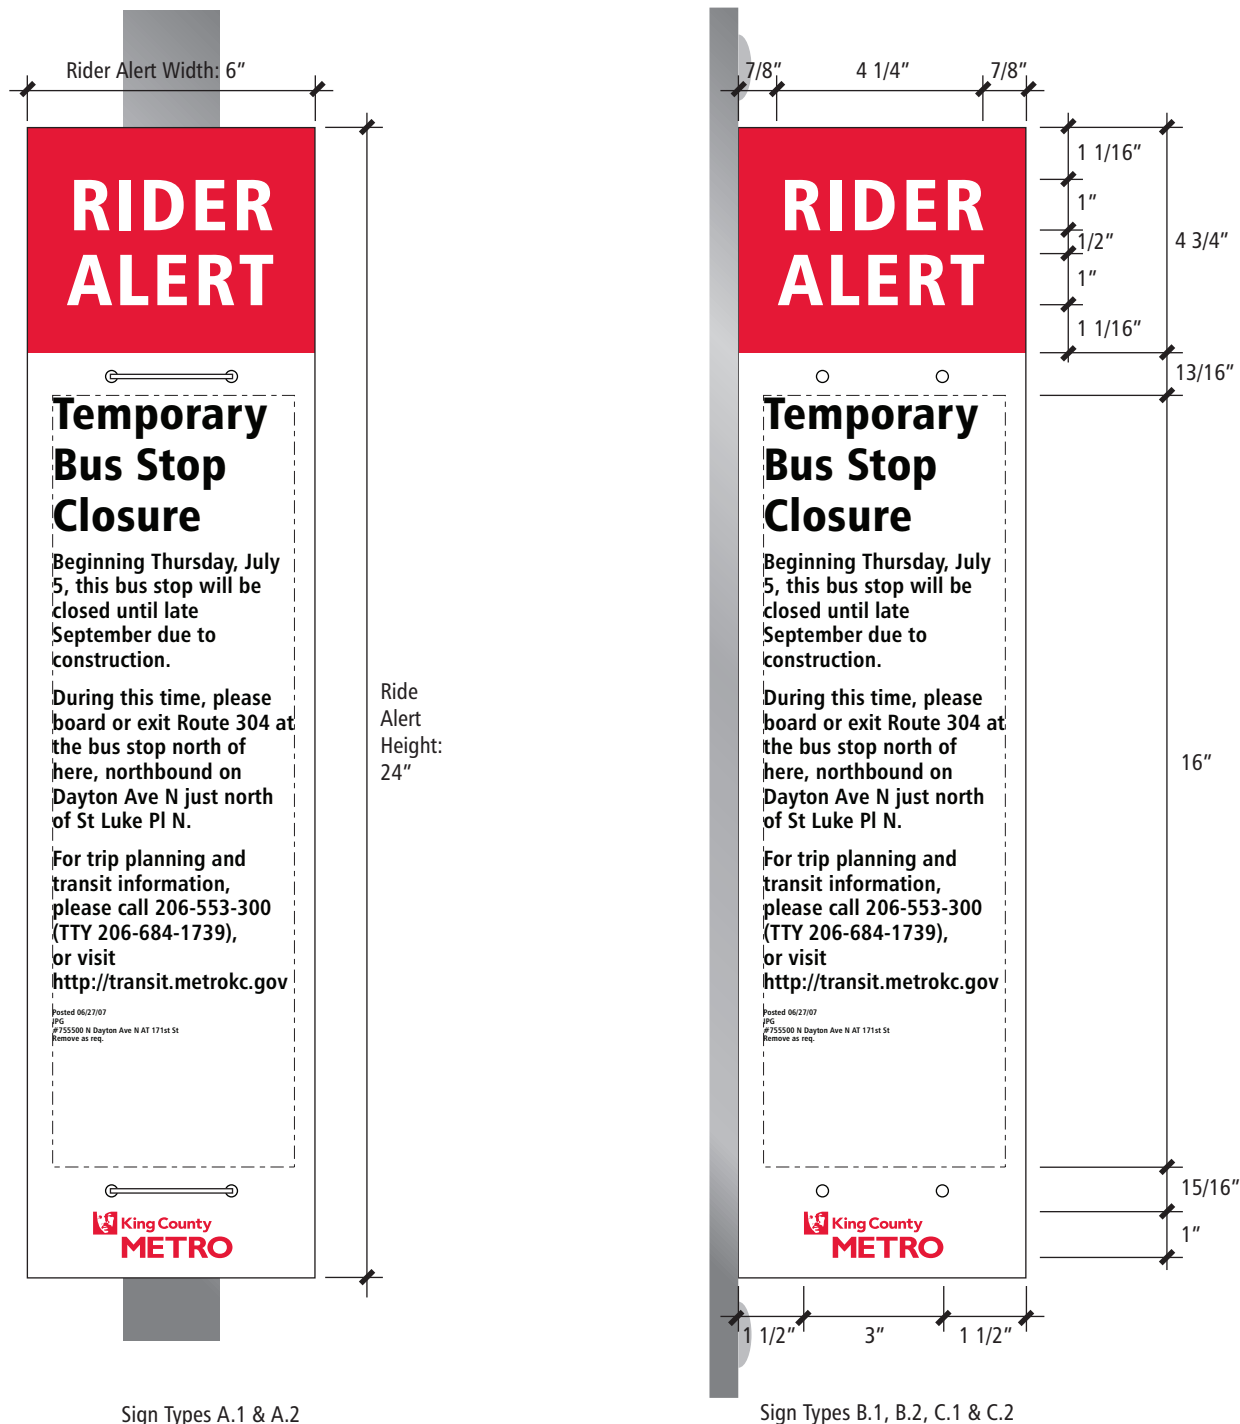 Rider Alert Width: 6”
RIDER
ALERT
Temporary
Bus Stop
Closure
Beginning Thursday, July
5, this bus stop will be
closed until late
September due to
construction.
During this time, please
board or exit Route 304 at
the bus stop north of
here, northbound on
Dayton Ave N just north
of St Luke Pl N.
For trip planning and
transit information,
please call 206-553-300
(TTY 206-684-1739),
or visit
http://transit.metrokc.gov
Posted 06/27/07
JPG
#755500 N Dayton Ave N AT 171st St
Remove as req.
King County
METRO
Ride
Alert
Height:
24”
Sign Types A.1 & A.2
7/8” 4 1/4” 7/8”
RIDER
ALERT
Temporary
Bus Stop
Closure
Beginning Thursday, July
5, this bus stop will be
closed until late
September due to
construction.
During this time, please
board or exit Route 304 at
the bus stop north of
here, northbound on
Dayton Ave N just north
of St Luke Pl N.
For trip planning and
transit information,
please call 206-553-300
(TTY 206-684-1739),
or visit
http://transit.metrokc.gov
Posted 06/27/07
JPG
#755500 N Dayton Ave N AT 171st St
Remove as req.
King County
METRO
1 1/16”
1”
1/2”
1”
1 1/16”
4 3/4”
13/16”
16”
15/16”
1”
1 1/2” 3” 1 1/2”
Sign Types B.1, B.2, C.1 & C.2